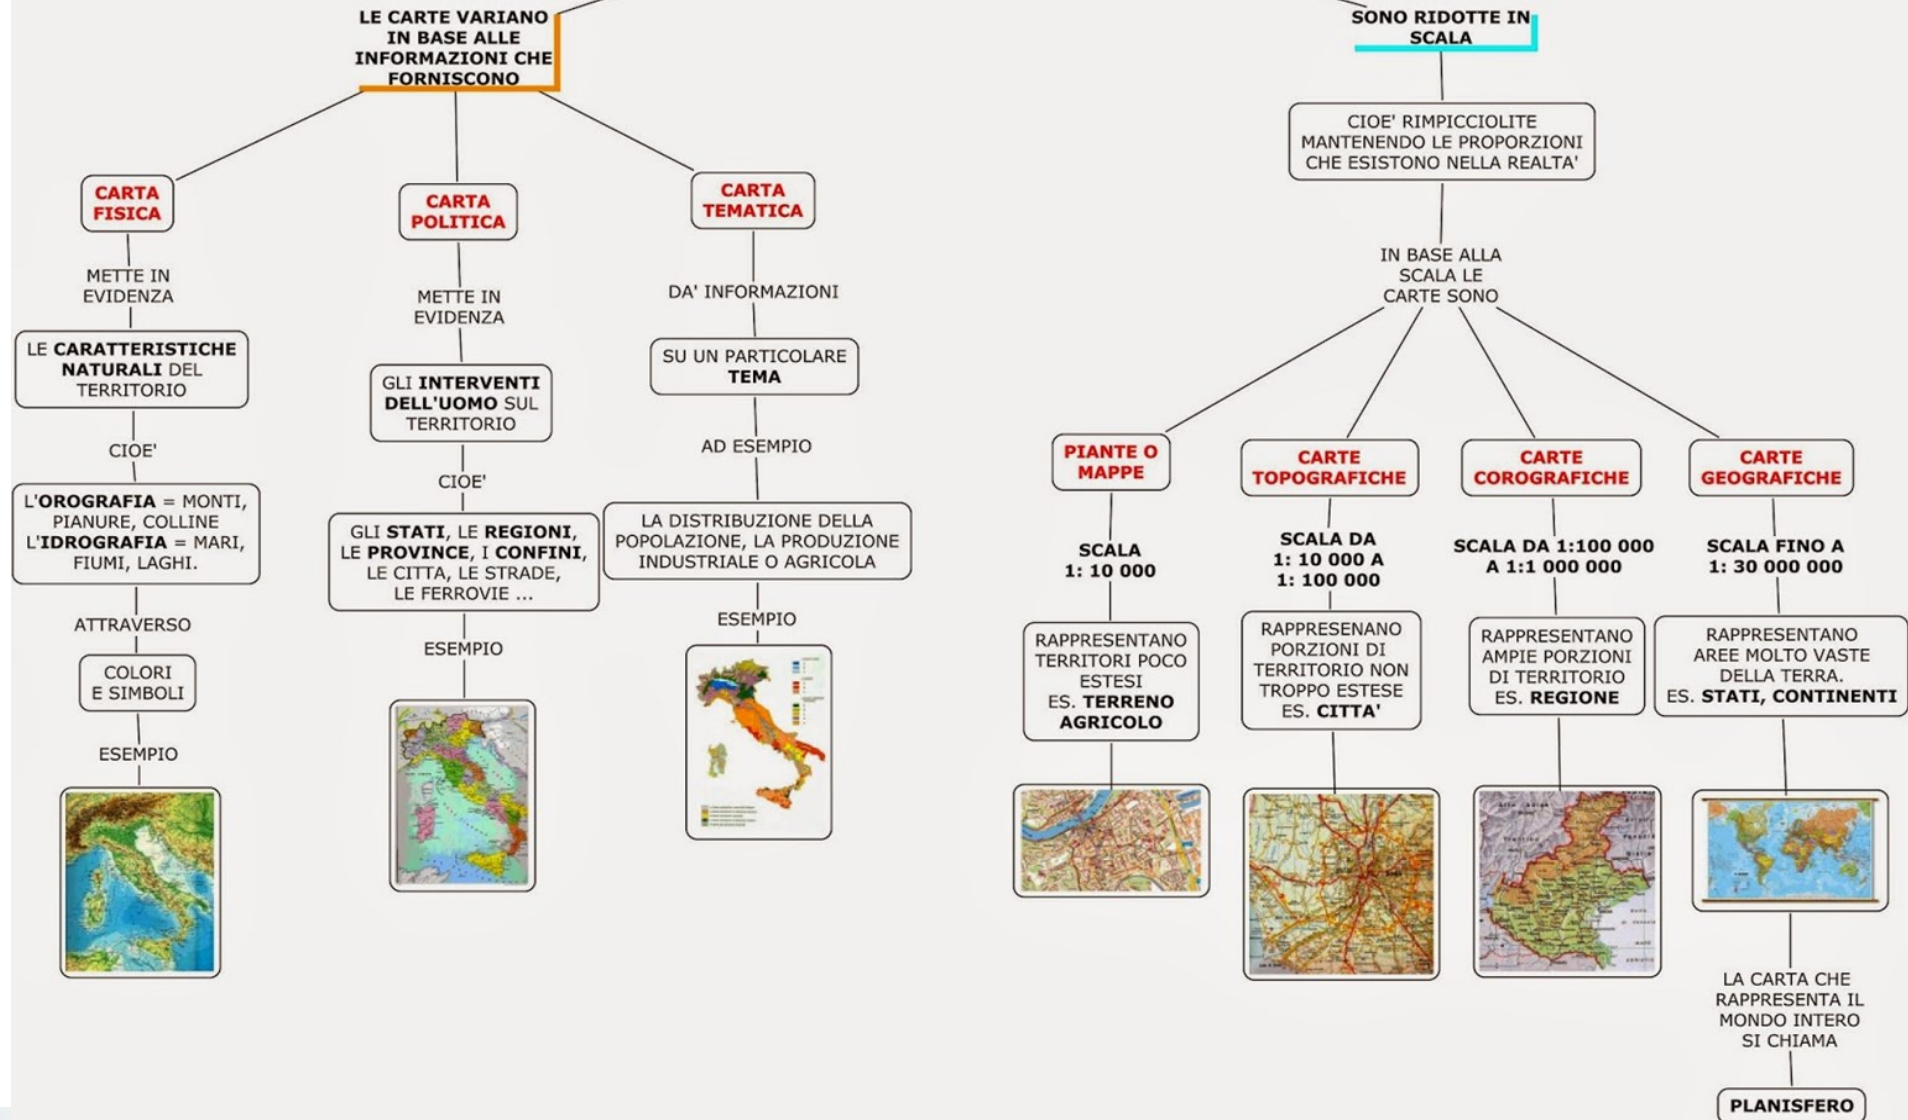 LE CARTE VARIANO
IN BASE ALLE
INFORMAZIONI CHE
FORNISCONO
CARTA
FISICA
METTE IN
EVIDENZA
LE CARATTERISTICHE
NATURALI DEL
TERRITORIO
CIOE'
L'OROGRAFIA = MONTI,
PIANURE, COLLINE
L'IDROGRAFIA = MARI,
FIUMI, LAGHI.
ATTRAVERSO
COLORI
E SIMBOLI
ESEMPIO
CARTA
POLITICA
METTE IN
EVIDENZA
GLI INTERVENTI
DELL'UOMO SUL
TERRITORIO
CIOE'
GLI STATI, LE REGIONI,
LE PROVINCE, I CONFINI,
LE CITTA, LE STRADE,
LE FERROVIE ...
ESEMPIO
CARTA
TEMATICA
DA' INFORMAZIONI
SU UN PARTICOLARE
TEMA
AD ESEMPIO
LA DISTRIBUZIONE DELLA
POPOLAZIONE, LA PRODUZIONE
INDUSTRIALE O AGRICOLA
ESEMPIO
SONO RIDOTTE IN
SCALA
CIOE' RIMPICCIOLITE
MANTENENDO LE PROPORZIONI
CHE ESISTONO NELLA REALTA'
IN BASE ALLA
SCALA LE
CARTE SONO
PIANTE O
MAPPE
SCALA
1: 10 000
RAPPRESENTANO
TERRITORI POCO
ESTESI
ES. TERRENO
AGRICOLO
CARTE
TOPOGRAFICHE
SCALA DA
1: 10 000 A
1: 100 000
RAPPRESENANO
PORZIONI DI
TERRITORIO NON
TROPPO ESTESE
ES. CITTA'
CARTE
COROGRAFICHE
SCALA DA 1:100 000
A 1:1 000 000
RAPPRESENTANO
AMPIE PORZIONI
DI TERRITORIO
ES. REGIONE
CARTE
GEOGRAFICHE
SCALA FINO A
1: 30 000 000
RAPPRESENTANO
AREE MOLTO VASTE
DELLA TERRA.
ES. STATI, CONTINENTI
LA CARTA CHE
RAPPRESENTA IL
MONDO INTERO
SI CHIAMA
PLANISFERO